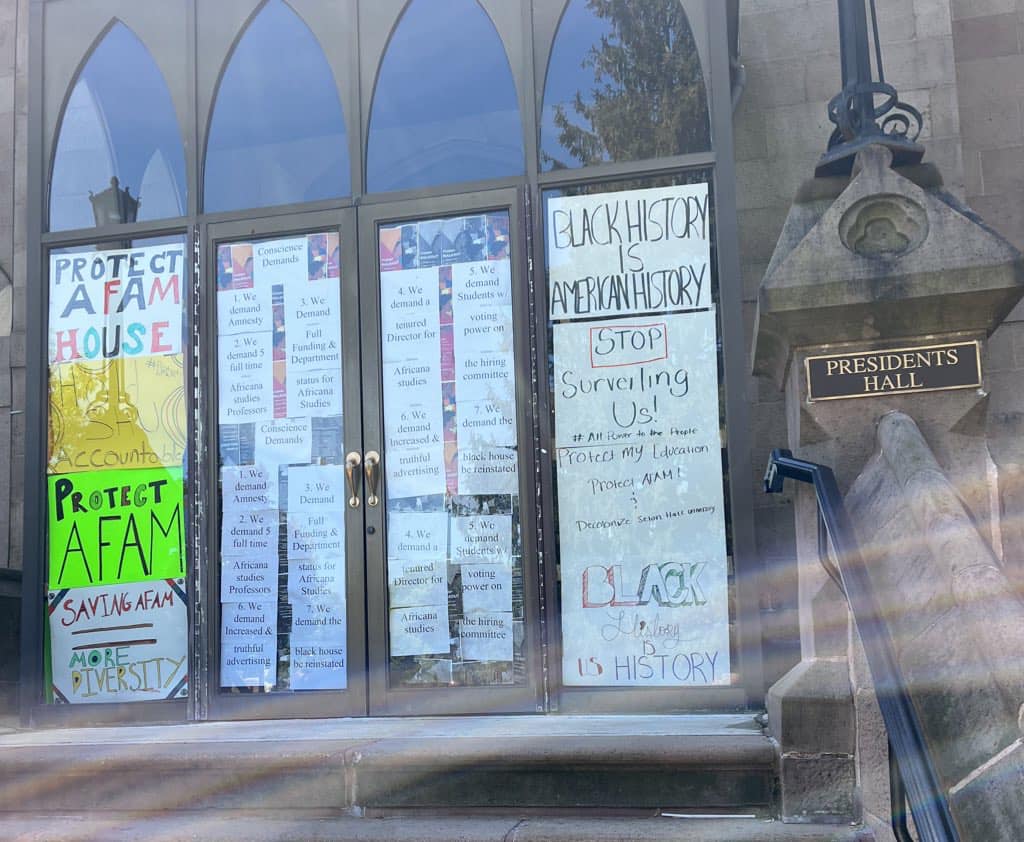 PROTECT
AFAM
HOUSE
SHU
Accountable
PROTECT
AFAM
SAVING AFAM
MORE
DIVERSITY
Conscience
Demands
1. We
demand
Amnesty
2. We
demand 5
full time
Africana
studies
Professors
3. We
Demand
Full
Funding &
Department
status for
Africana
Studies
Conscience
Demands
1. We
demand
Amnesty
2. We
demand 5
full time
Africana
studies
Professors
6. We
demand
Increased &
truthful
advertising
3. We
Demand
Full
Funding &
Department
status for
Africana
Studies
7. We
demand the
black house
be reinstated
4. We
demand a
tenured
Director for
Africana
studies
6. We
demand
Increased &
truthful
advertising
5. We
demand
Students w/
voting
power on
the hiring
committee
7. We
demand the
black house
be reinstated
4. We
demand a
tenured
Director for
Africana
studies
5. We
demand
Students w/
voting
power on
the hiring
committee
BLACK HISTORY
IS
AMERICAN HISTORY
STOP
Surveiling
Us!
# All Power to the People
Protect My Education
Protect AFAM!
&
Decolonize Seton Hall University
BLACK
History
is
US HISTORY
PRESIDENTS
HALL